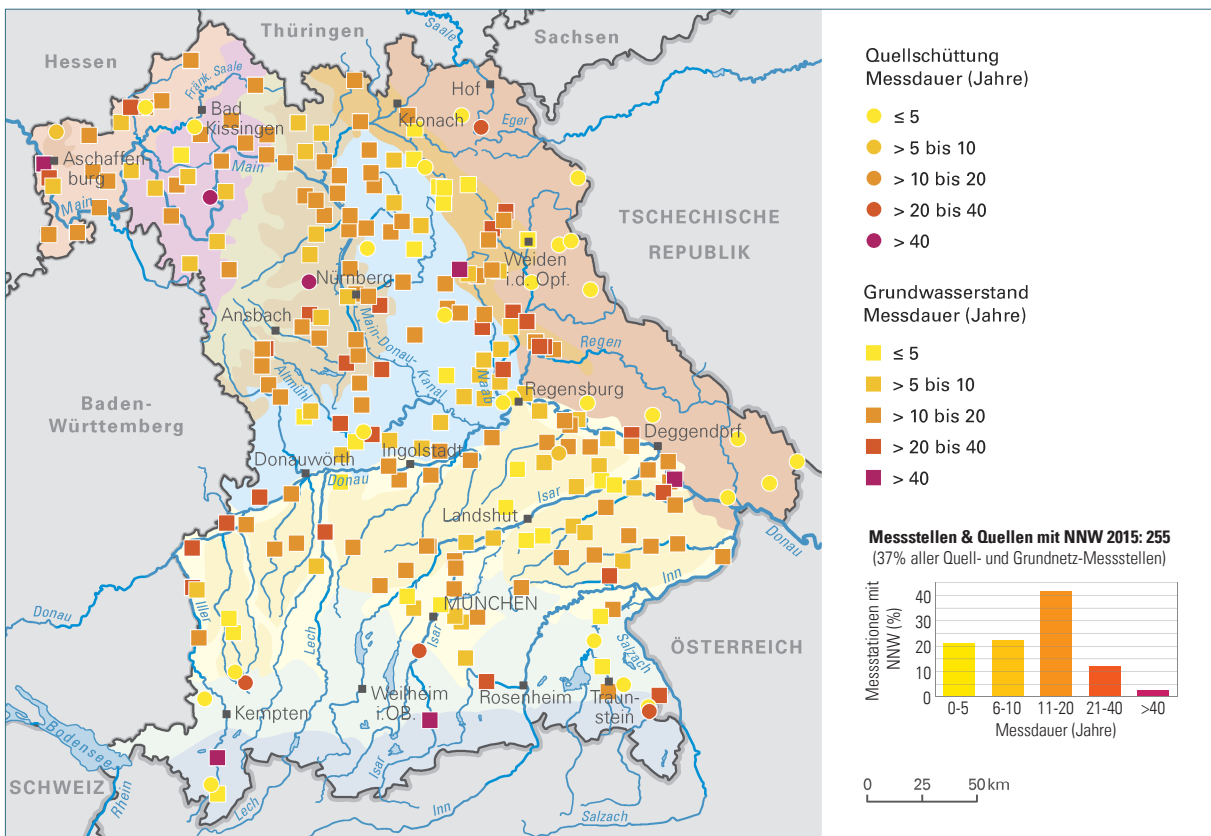 Thüringen
Saale
Sachsen
Hessen
Fränk. Saale
Hof
Bad
Kissingen
Kronach
Eger
Aschaffen
burg
Main
Main
TSCHECHISCHE
REPUBLIK
Weiden
i.d. Opf.
Nürnberg
Ansbach
Main-Donau-
Kanal
Naab
Regen
Altmühl
Regensburg
Baden-
Württemberg
Deggendorf
Ingolstadt
Donauwörth
Donau
Isar
Landshut
Donau
Inn
MÜNCHEN
Donau
Iller
Lech
Isar
Salzach
ÖSTERREICH
Weilheim
i.OB.
Rosenheim
Traun-
stein
Kempten
Bodensee
Isar
SCHWEIZ
Rhein
Lech
Inn
Salzach
Quellschüttung
Messdauer (Jahre)
≤ 5
> 5 bis 10
> 10 bis 20
> 20 bis 40
> 40
Grundwasserstand
Messdauer (Jahre)
≤ 5
> 5 bis 10
> 10 bis 20
> 20 bis 40
> 40
Messstellen & Quellen mit NNW 2015: 255
(37% aller Quell- und Grundnetz-Messstellen)
Messstationen mit
NNW (%)
40
30
20
10
0
0-5 6-10 11-20 21-40 >40
Messdauer (Jahre)
0 25 50 km